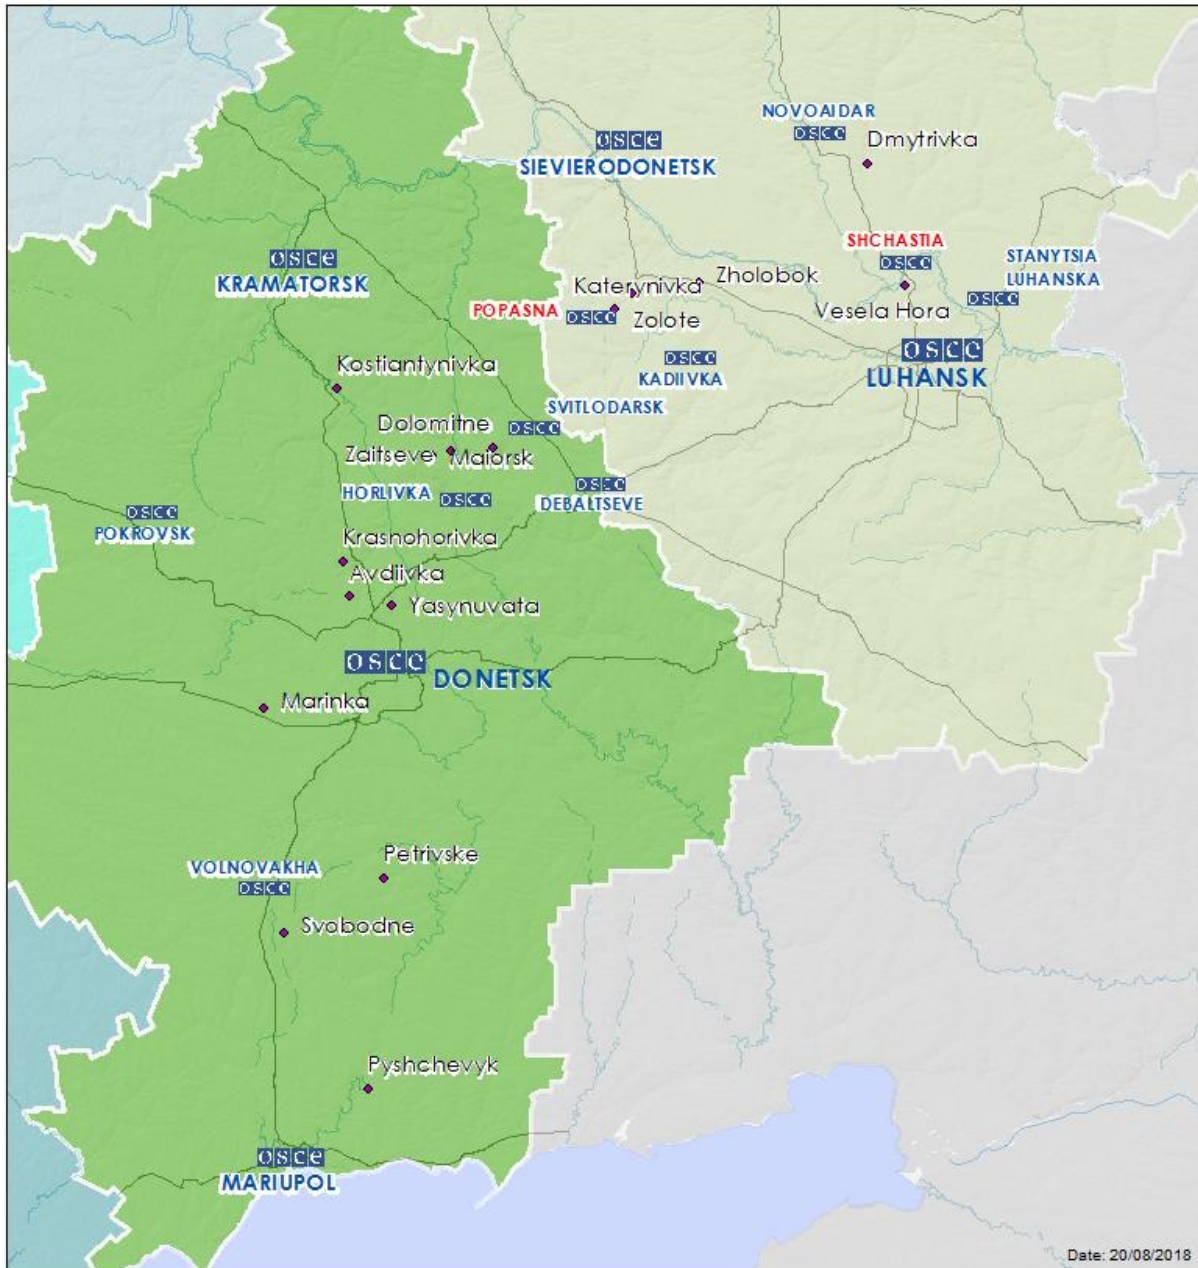 NOVOAIDAR
osce
Dmytrivka
osce
SIEVIERODONETSK
SHCHASTIA
osce
STANYTSIA
LUHANSKA
osce
osce
KRAMATORSK
Katerynivka
Zholobok
POPASNA
osce
Zolote
Vesela Hora
osce
LUHANSK
osce
KADIIVKA
Kostiantynivka
SVITLODARSK
osce
Dolomitne
Zaitseve
Maiorsk
HORLIVKA
osce
osce
DEBALTSEVE
osce
POKROVSK
Krasnohorivka
Avdiivka
Yasynuvata
osce
DONETSK
Marinka
Petrivske
VOLNOVAKHA
osce
Svobodne
Pyshchevyk
osce
MARIUPOL
Date: 20/08/2018